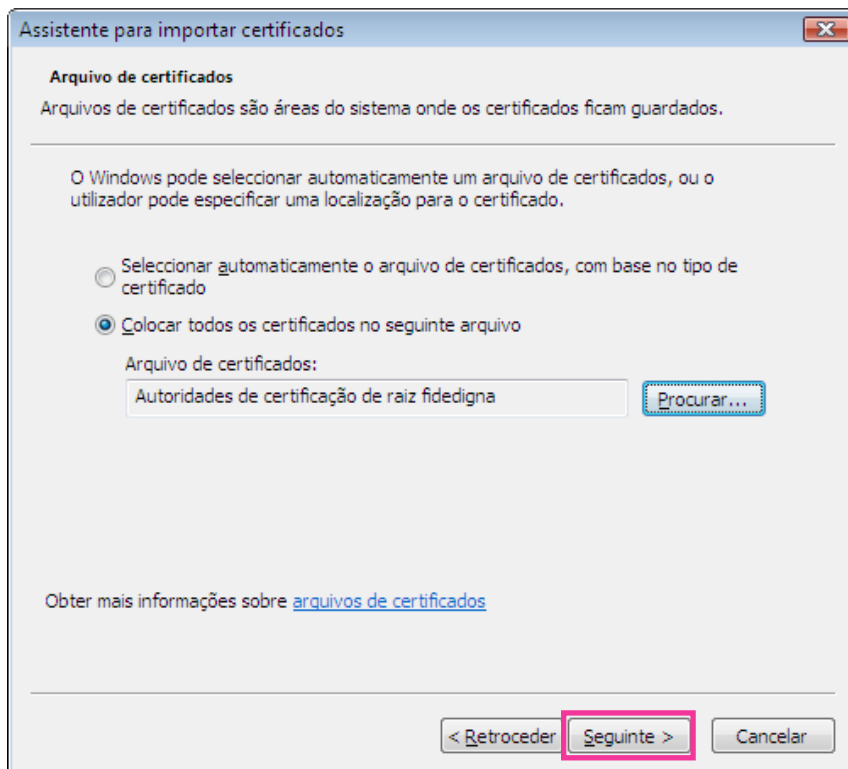 Assistente para importar certificados
Arquivo de certificados
Arquivos de certificados são áreas do sistema onde os certificados ficam guardados.
O Windows pode seleccionar automaticamente um arquivo de certificados, ou o
utilizador pode especificar uma localização para o certificado.
Seleccionar automaticamente o arquivo de certificados, com base no tipo de
certificado
Colocar todos os certificados no seguinte arquivo
Arquivo de certificados:
Autoridades de certificação de raiz fidedigna
Procurar...
Obter mais informações sobre arquivos de certificados
< Retroceder
Seguinte >
Cancelar